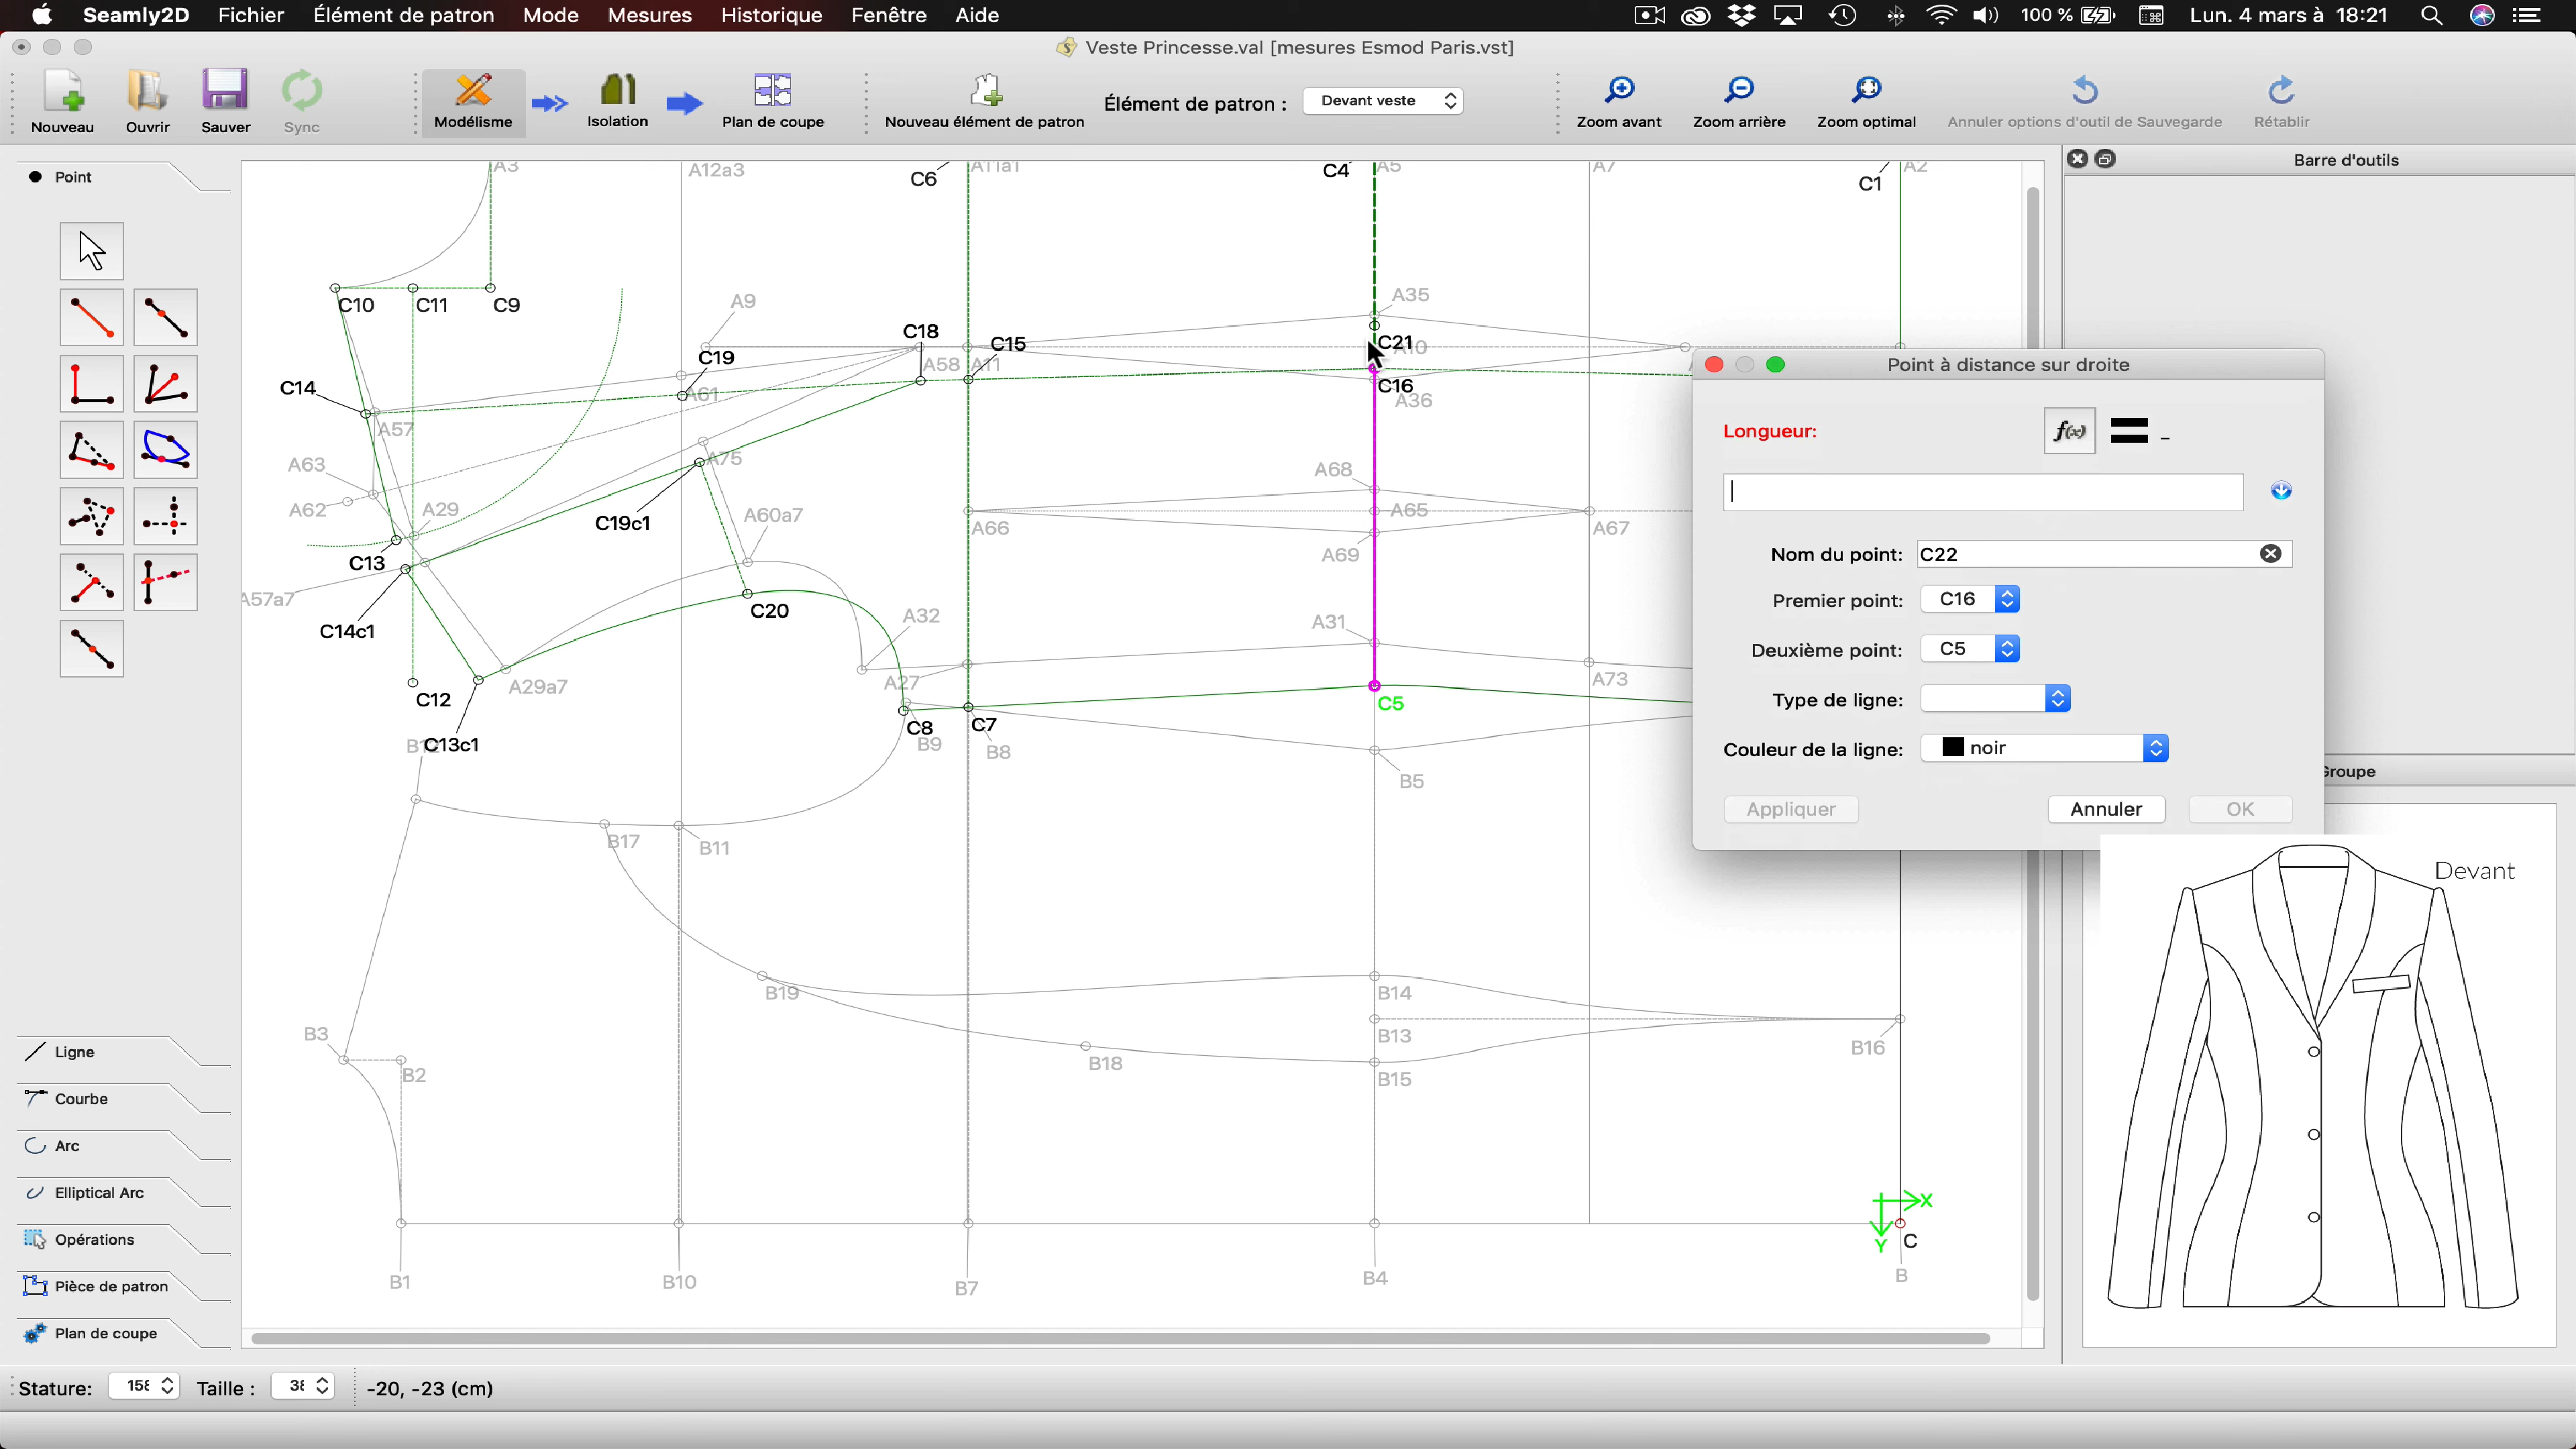 Seamly2D Fichier Élément de patron Mode Mesures Historique Fenêtre Aide 100 % Lun. 4 mars à 18:21
Veste Princesse.val [mesures Esmod Paris.vst]
Nouveau Ouvrir Sauver Sync Modélisme Isolation Plan de coupe Nouveau élément de patron Élément de patron : Devant veste Zoom avant Zoom arrière Zoom optimal Annuler options d'outil de Sauvegarde Rétablir
Point
Barre d'outils
A3 A12a3 C6 A11a1 C4 A5 A7 C1 A2
C10 C11 C9 A9 A35
C18 C15 C21 A10
C19 A58 A11
C14 A61 C16
A36
A57
A63 A75 A68
A62 A29 A65
C19c1 A60a7 A66 A67
C13 A69
A57a7 C20 A32 A31
C14c1
A27 A73
C12 A29a7 C5
C8 C7
C13c1 B9 B8
B5
B17 B11
B19 B14
B3 B13 B16
B2 B18 B15
X
Y C
B1 B10 B7 B4 B
Point à distance sur droite
Longueur:
f(x) _
Nom du point: C22
Premier point: C16
Deuxième point: C5
Type de ligne:
Couleur de la ligne: noir
Appliquer Annuler OK
Devant
Ligne
Courbe
Arc
Elliptical Arc
Opérations
Pièce de patron
Plan de coupe
Stature: Taille : -20, -23 (cm)